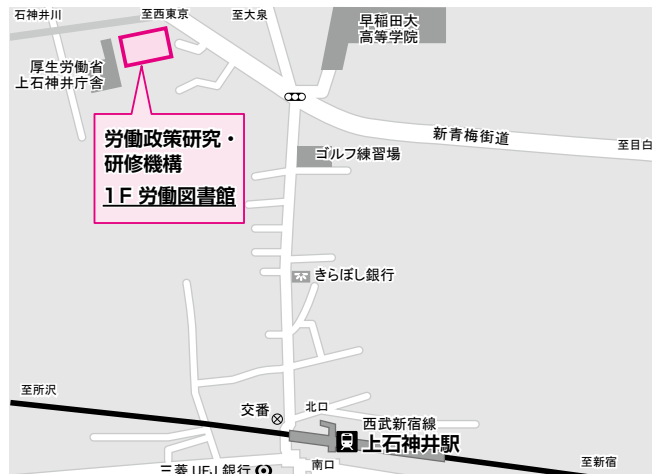 石神井川
至西東京
至大泉
早稲田大
高等学院
厚生労働省
上石神井庁舎
労働政策研究・
研修機構
1F 労働図書館
新青梅街道
至目白
ゴルフ練習場
きらぼし銀行
至所沢
交番
北口
西武新宿線
上石神井駅
南口
三菱UFJ銀行
至新宿